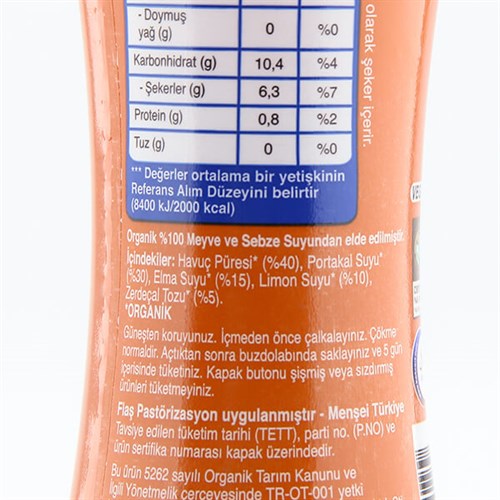 - Doymuş
yağ (g) 0 %0
Karbonhidrat (g) 10,4 %4
- Şekerler (g) 6,3 %7
Protein (g) 0,8 %2
Tuz (g) 0 %0
*** Değerler ortalama bir yetişkinin
Referans Alım Düzeyini belirtir
(8400 kJ/2000 kcal)
olarak şeker içerir.
Organik %100 Meyve ve Sebze Suyundan elde edilmiştir.
İçindekiler: Havuç Püresi* (%40), Portakal Suyu*
(%30), Elma Suyu* (%15), Limon Suyu* (%10),
Zerdeçal Tozu* (%5).
*ORGANİK
Güneşten koruyunuz. İçmeden önce çalkalayınız. Çökme
normaldir. Açıktan sonra buzdolabında saklayınız ve 5 gün
içerisinde tüketiniz. Kapak butonu şişmiş veya sızdırmış
ürünleri tüketmeyiniz.
Flaş Pastörizasyon uygulanmıştır - Menşei Türkiye
Tavsiye edilen tüketim tarihi (TETT), parti no. (P.NO) ve
ürün sertifika numarası kapak üzerindedir.
Bu ürün 5262 sayılı Organik Tarım Kanunu ve
ilgili Yönetmelik çerçevesinde TR-OT-001 yetki